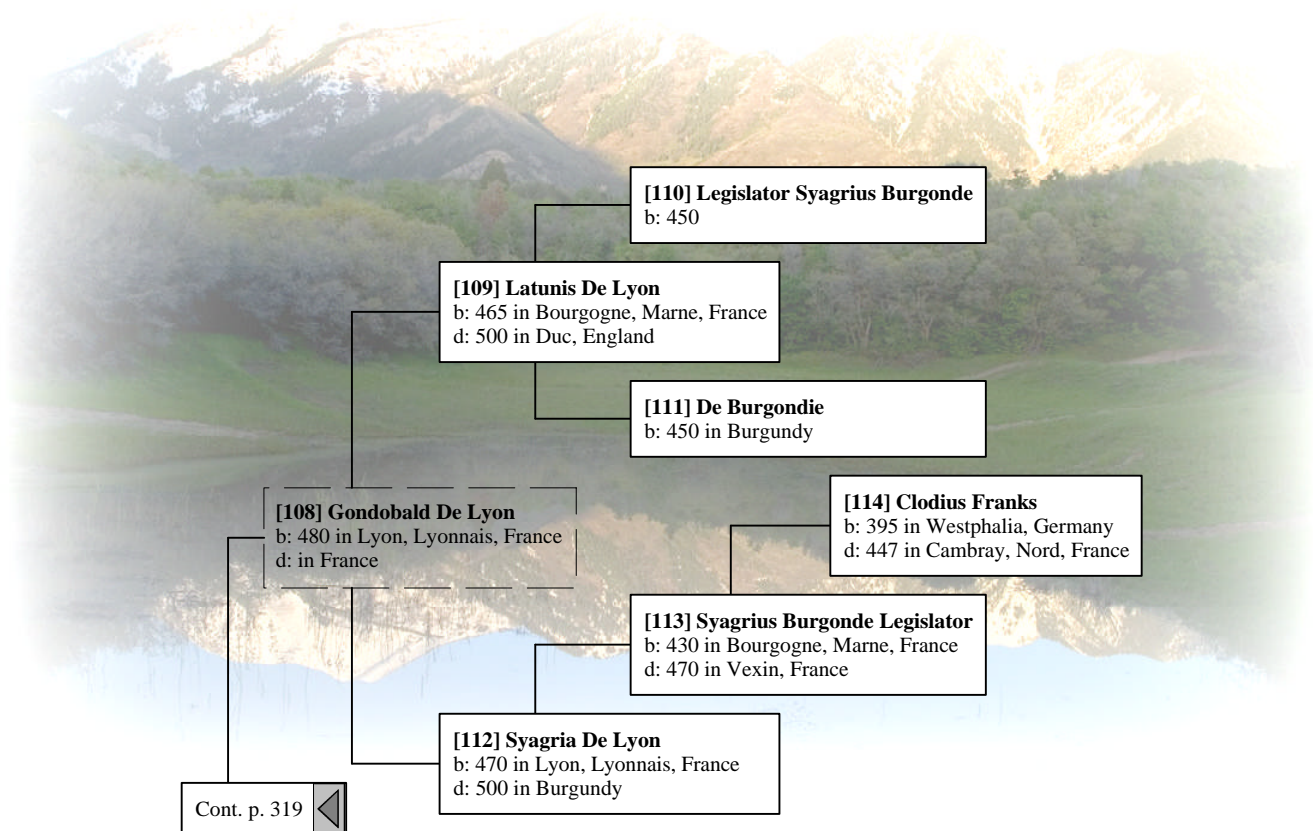 [110] Legislator Syagrius Burgonde
b: 450
[109] Latunis De Lyon
b: 465 in Bourgogne, Marne, France
d: 500 in Duc, England
[111] De Burgondie
b: 450 in Burgundy
[108] Gondobald De Lyon
b: 480 in Lyon, Lyonnais, France
d: in France
[114] Clodius Franks
b: 395 in Westphalia, Germany
d: 447 in Cambray, Nord, France
[113] Syagrius Burgonde Legislator
b: 430 in Bourgogne, Marne, France
d: 470 in Vexin, France
[112] Syagria De Lyon
b: 470 in Lyon, Lyonnais, France
d: 500 in Burgundy
Cont. p. 319